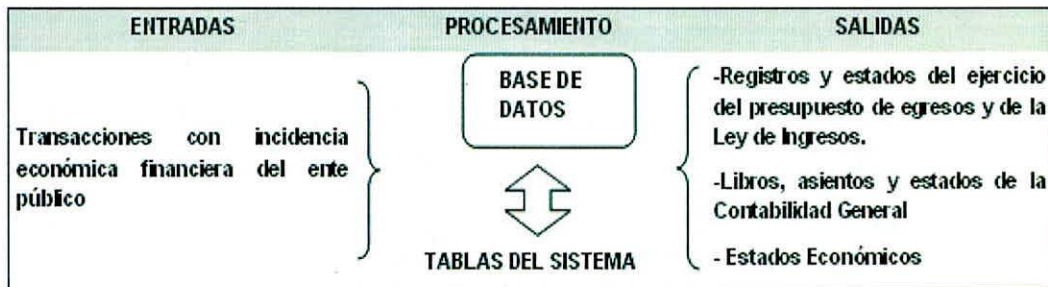 ENTRADAS PROCESAMIENTO SALIDAS
Transacciones con incidencia
económica financiera del ente
público
BASE DE
DATOS
TABLAS DEL SISTEMA
-Registros y estados del ejercicio
del presupuesto de egresos y de la
Ley de Ingresos.
-Libros, asientos y estados de la
Contabilidad General
- Estados Económicos